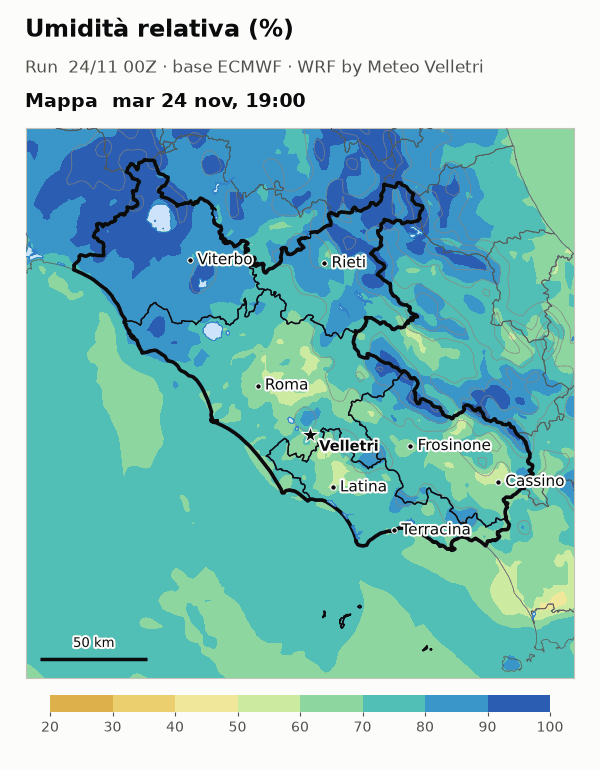 Umidità relativa (%)
Run  24/11 00Z · base ECMWF · WRF by Meteo Velletri
Mappa  mar 24 nov, 19:00
Viterbo
Rieti
Roma
Velletri
Frosinone
Cassino
Latina
Terracina
50 km
20 30 40 50 60 70 80 90 100